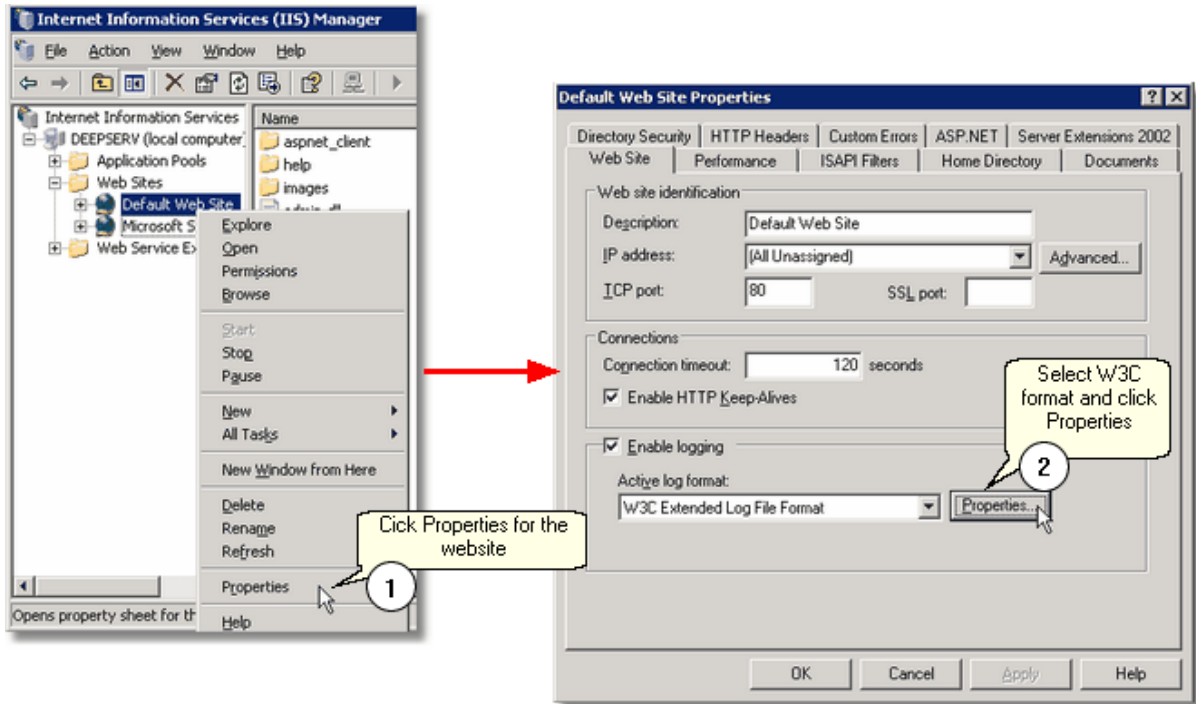 Internet Information Services (IIS) Manager
File Action View Window Help
Internet Information Services
DEEPSERV (local computer)
Application Pools
Web Sites
Default Web Site
Microsoft S
Web Service Ex
Name
aspnet_client
help
images
Explore
Open
Permissions
Browse
Start
Stop
Pause
New
All Tasks
New Window from Here
Delete
Rename
Refresh
Properties
Help
Opens property sheet for th
Cick Properties for the
website
1
Default Web Site Properties
Directory Security HTTP Headers Custom Errors ASP.NET Server Extensions 2002
Web Site Performance ISAPI Filters Home Directory Documents
Web site identification
Description: Default Web Site
IP address: (All Unassigned) Advanced...
TCP port: 80 SSL port:
Connections
Connection timeout: 120 seconds
Enable HTTP Keep-Alives
Select W3C
format and click
Properties
2
Enable logging
Active log format:
W3C Extended Log File Format Properties...
OK Cancel Apply Help